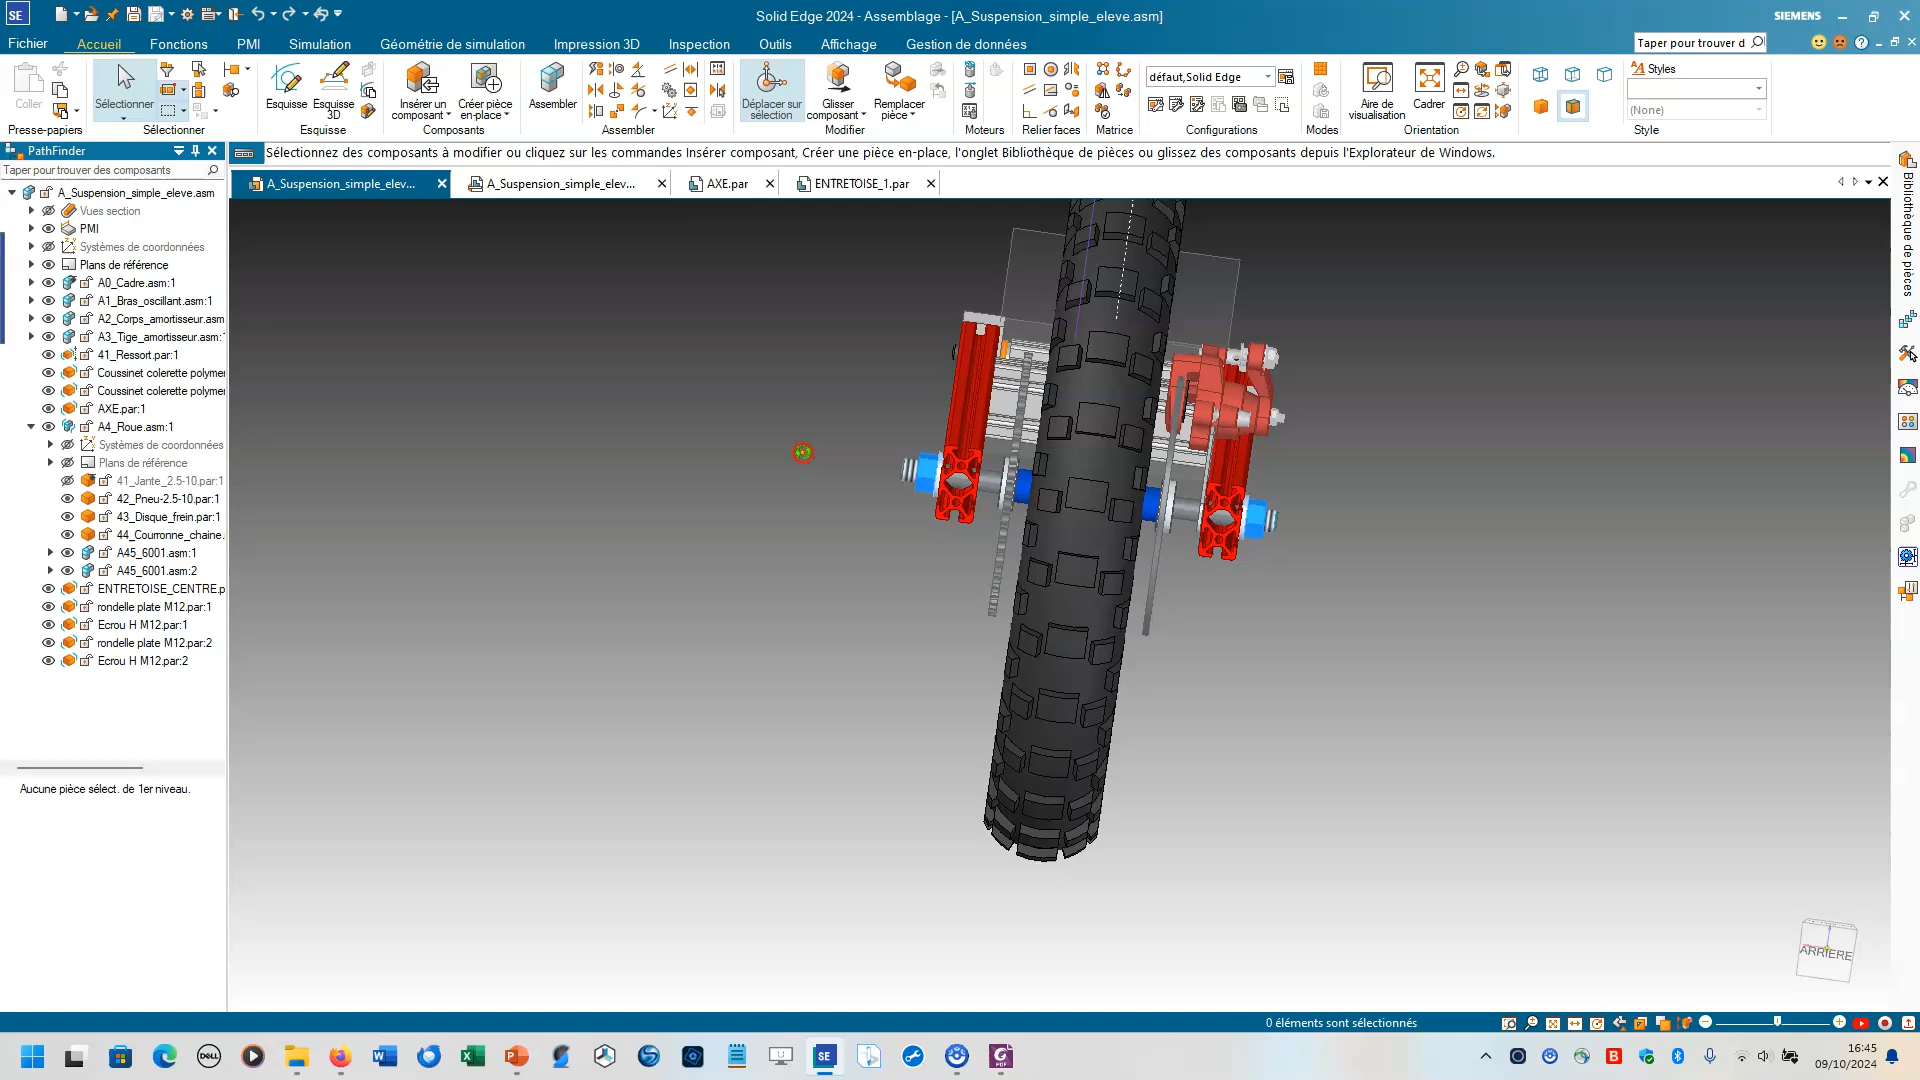 SE
Solid Edge 2024 - Assemblage - [A_Suspension_simple_eleve.asm]
SIEMENS
Fichier Accueil Fonctions PMI Simulation Géométrie de simulation Impression 3D Inspection Outils Affichage Gestion de données
Taper pour trouver d
Coller
Presse-papiers
Sélectionner
Sélectionner
Esquisse
Esquisse 3D
Esquisse
Insérer un composant
Créer pièce en-place
Composants
Assembler
Assembler
Déplacer sur sélection
Glisser composant
Remplacer pièce
Modifier
Moteurs
Relier faces
Matrice
défaut,Solid Edge
Configurations
Modes
Aire de visualisation
Cadrer
Orientation
Styles
(None)
Style
PathFinder
Taper pour trouver des composants
Sélectionnez des composants à modifier ou cliquez sur les commandes Insérer composant, Créer une pièce en-place, l'onglet Bibliothèque de pièces ou glissez des composants depuis l'Explorateur de Windows.
A_Suspension_simple_elev...
A_Suspension_simple_elev...
AXE.par
ENTRETOISE_1.par
A_Suspension_simple_eleve.asm
Vues section
PMI
Systèmes de coordonnées
Plans de référence
A0_Cadre.asm:1
A1_Bras_oscillant.asm:1
A2_Corps_amortisseur.asm
A3_Tige_amortisseur.asm:
41_Ressort.par:1
Coussinet colerette polymer
Coussinet colerette polymer
AXE.par:1
A4_Roue.asm:1
Systèmes de coordonnées
Plans de référence
41_Jante_2.5-10.par:1
42_Pneu-2.5-10.par:1
43_Disque_frein.par:1
44_Courronne_chaine.
A45_6001.asm:1
A45_6001.asm:2
ENTRETOISE_CENTRE.p
rondelle plate M12.par:1
Ecrou H M12.par:1
rondelle plate M12.par:2
Ecrou H M12.par:2
Aucune pièce sélect. de 1er niveau.
Bibliothèque de pièces
ARRIERE
0 éléments sont sélectionnés
DELL
SE
16:45
09/10/2024